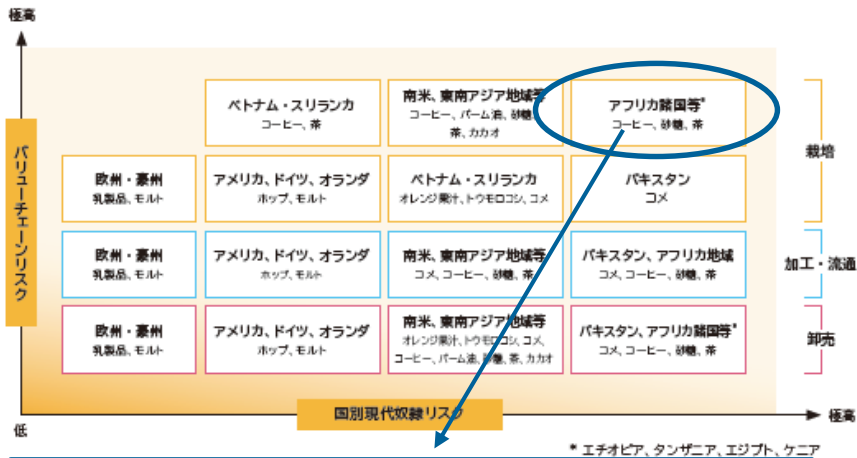 極高
ベトナム・スリランカ
コーヒー、茶
南米、東南アジア地域等
コーヒー、パーム油、砂糖、
茶、カカオ
アフリカ諸国等*
コーヒー、砂糖、茶
栽培
欧州・豪州
乳製品、モルト
アメリカ、ドイツ、オランダ
ホップ、モルト
ベトナム・スリランカ
オレンジ果汁、トウモロコシ、コメ
パキスタン
コメ
バリューチェーンリスク
欧州・豪州
乳製品、モルト
アメリカ、ドイツ、オランダ
ホップ、モルト
南米、東南アジア地域等
コメ、コーヒー、砂糖、茶
パキスタン、アフリカ地域
コメ、コーヒー、砂糖、茶
加工・流通
欧州・豪州
乳製品、モルト
アメリカ、ドイツ、オランダ
ホップ、モルト
南米、東南アジア地域等
オレンジ果汁、トウモロコシ、コメ、
コーヒー、パーム油、砂糖、茶、カカオ
パキスタン、アフリカ諸国等*
コメ、コーヒー、砂糖、茶
卸売
低
国別現代奴隷リスク
極高
* エチオピア、タンザニア、エジプト、ケニア